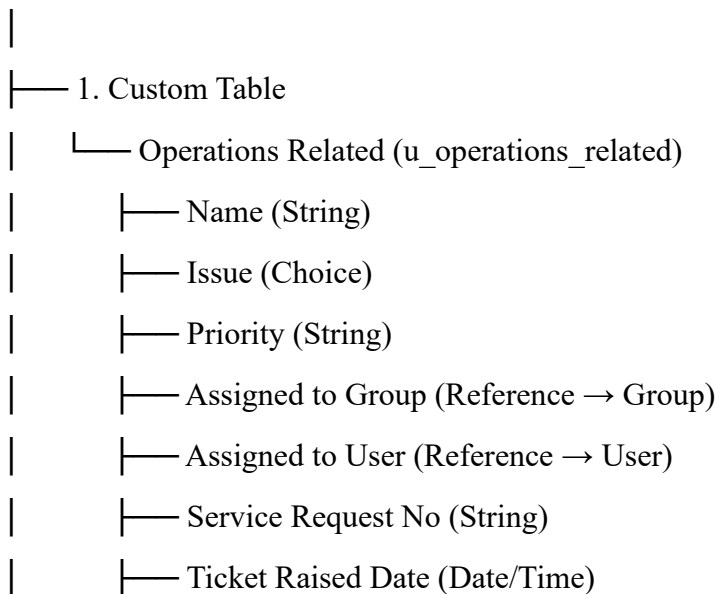 │
├── 1. Custom Table
│ └── Operations Related (u_operations_related)
│ ├── Name (String)
│ ├── Issue (Choice)
│ ├── Priority (String)
│ ├── Assigned to Group (Reference → Group)
│ ├── Assigned to User (Reference → User)
│ ├── Service Request No (String)
│ ├── Ticket Raised Date (Date/Time)